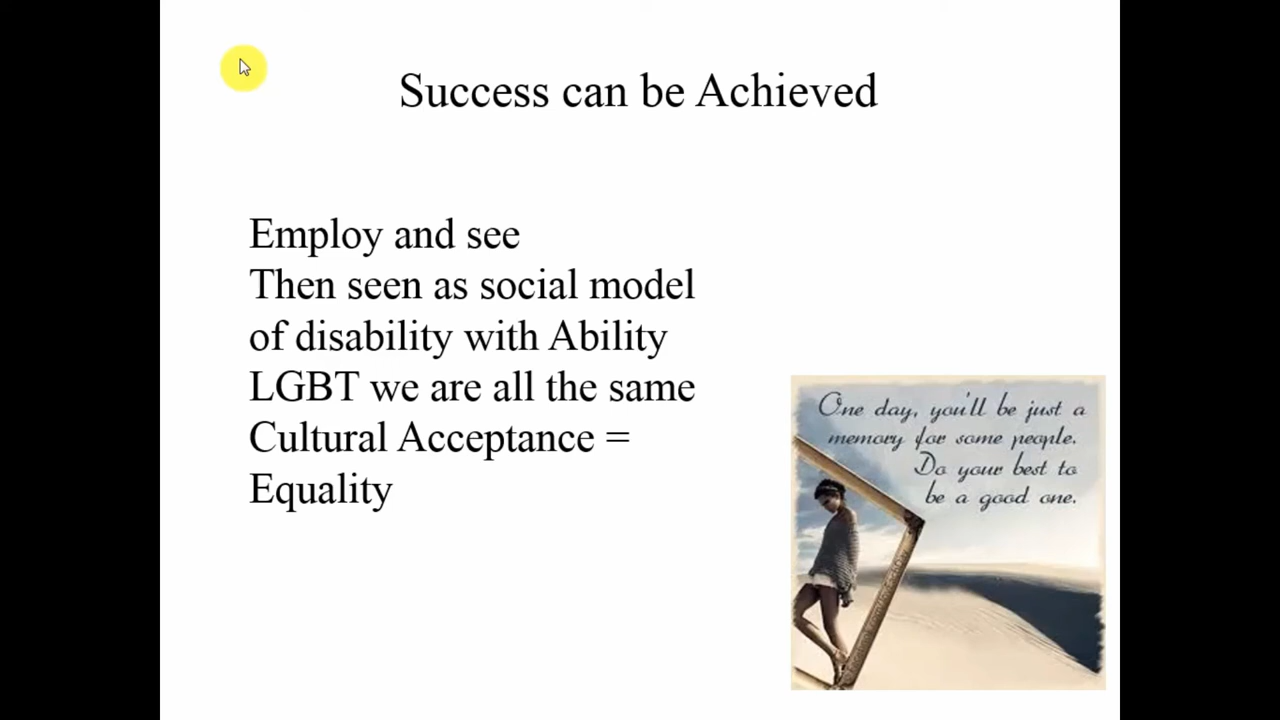 Success can be Achieved
Employ and see
Then seen as social model
of disability with Ability
LGBT we are all the same
Cultural Acceptance =
Equality
One day, you'll be just a
memory for some people.
Do your best to
be a good one.